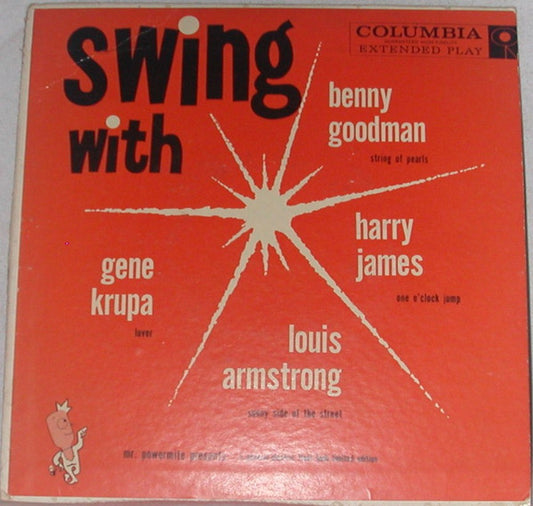 swing
with
COLUMBIA
EXTENDED PLAY
benny
goodman
string of pearls
harry
james
one o'clock jump
gene
krupa
lover
louis
armstrong
sunny side of the street
mr. powermite presents